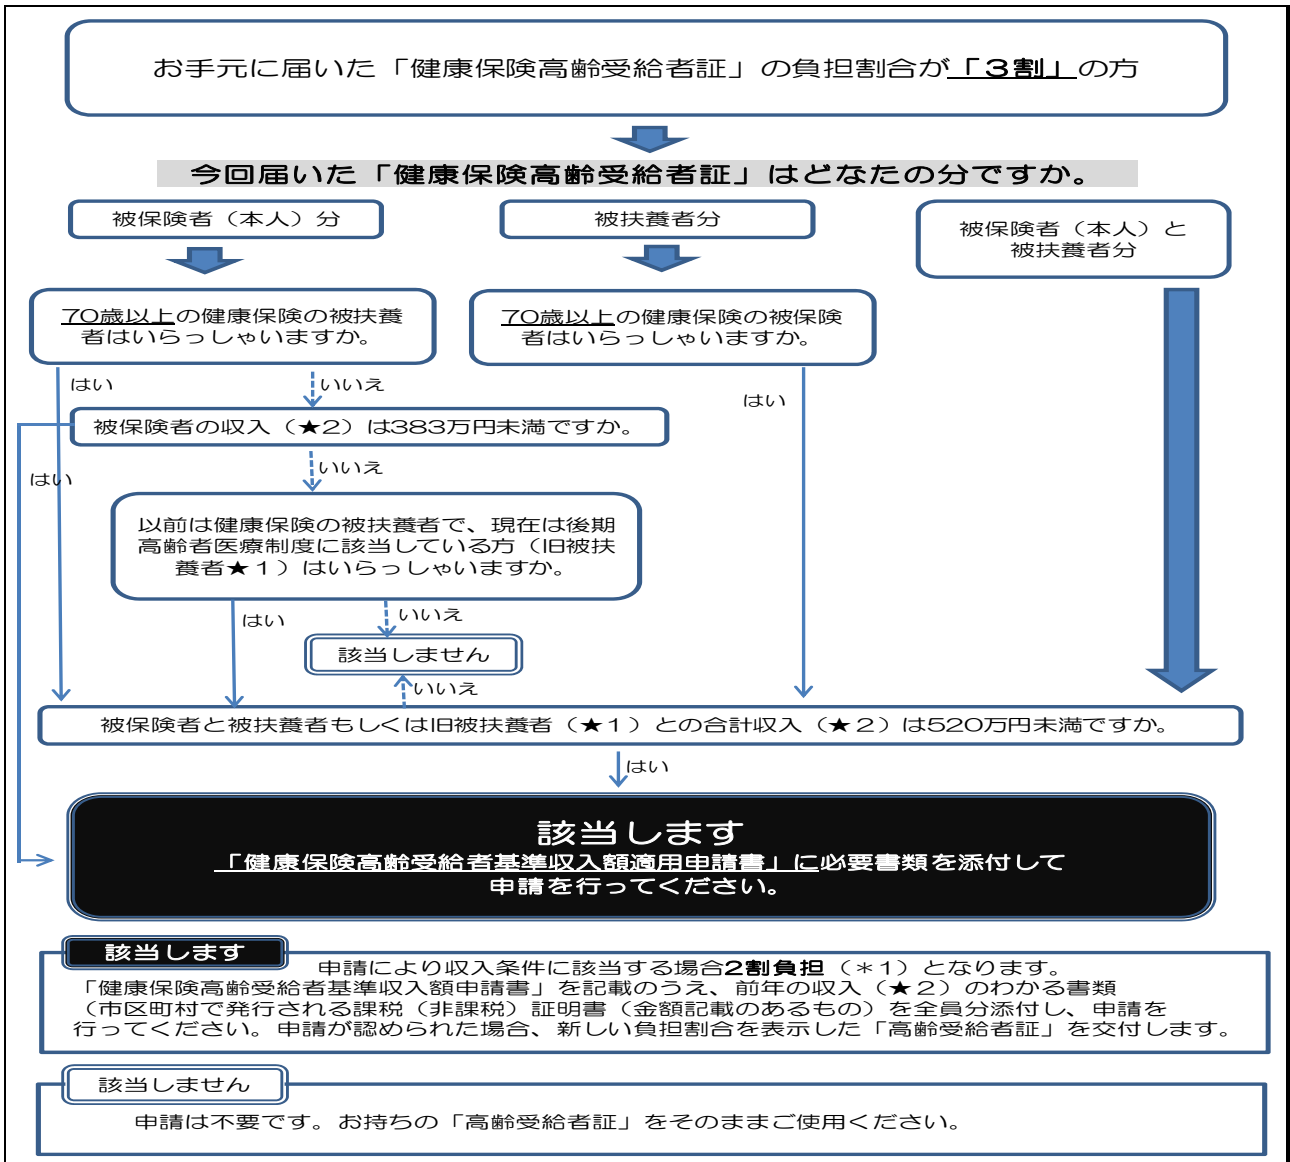 お手元に届いた「健康保険高齢受給者証」の負担割合が「３割」の方
今回届いた「健康保険高齢受給者証」はどなたの分ですか。
被保険者（本人）分
被扶養者分
被保険者（本人）と
被扶養者分
70歳以上の健康保険の被扶養
者はいらっしゃいますか。
70歳以上の健康保険の被保険
者はいらっしゃいますか。
はい
いいえ
はい
被保険者の収入（★2）は383万円未満ですか。
はい
いいえ
以前は健康保険の被扶養者で、現在は後期
高齢者医療制度に該当している方（旧被扶
養者★１）はいらっしゃいますか。
はい
いいえ
該当しません
いいえ
被保険者と被扶養者もしくは旧被扶養者（★１）との合計収入（★２）は520万円未満ですか。
はい
該当します
「健康保険高齢受給者基準収入額適用申請書」に必要書類を添付して
申請を行ってください。
該当します
申請により収入条件に該当する場合2割負担（＊１）となります。
「健康保険高齢受給者基準収入額申請書」を記載のうえ、前年の収入（★２）のわかる書類
（市区町村で発行される課税（非課税）証明書（金額記載のあるもの）を全員分添付し、申請を
行ってください。申請が認められた場合、新しい負担割合を表示した「高齢受給者証」を交付します。
該当しません
申請は不要です。お持ちの「高齢受給者証」をそのままご使用ください。